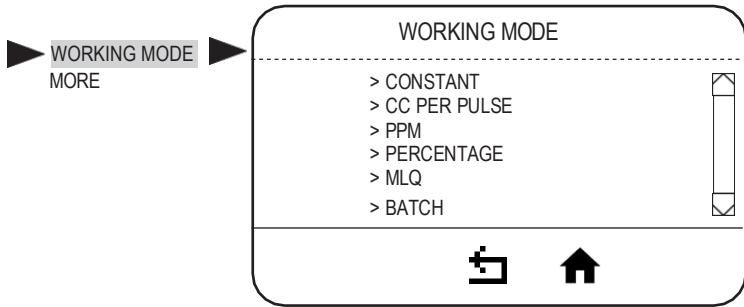 WORKING MODE
MORE
WORKING MODE
> CONSTANT
> CC PER PULSE
> PPM
> PERCENTAGE
> MLQ
> BATCH